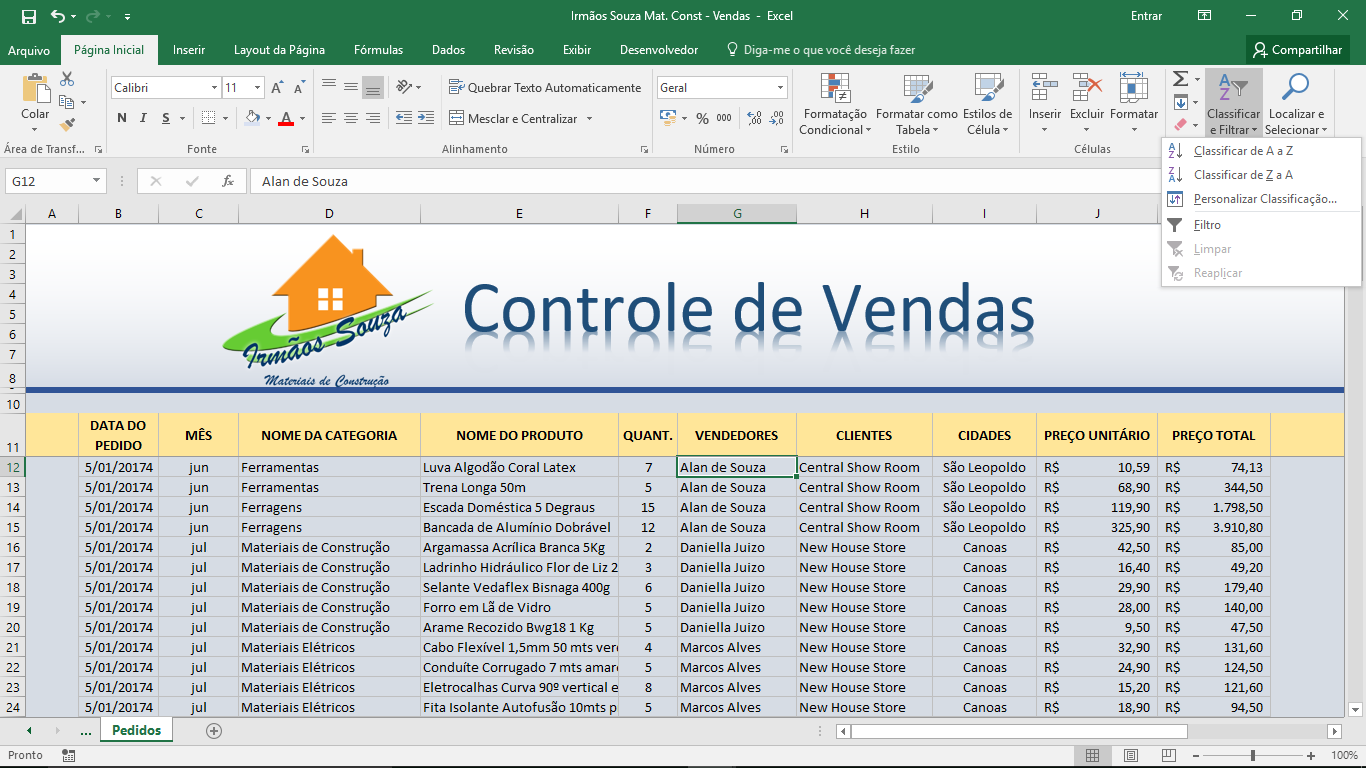 Irmãos Souza Mat. Const - Vendas - Excel
Entrar
Arquivo Página Inicial Inserir Layout da Página Fórmulas Dados Revisão Exibir Desenvolvedor Diga-me o que você deseja fazer Compartilhar
Colar
Calibri 11
N I S A
Quebrar Texto Automaticamente
Mesclar e Centralizar
Geral
% 000
Formatação Condicional
Formatar como Tabela
Estilos de Célula
Inserir Excluir Formatar
Classificar e Filtrar
Localizar e Selecionar
Área de Transf... Fonte Alinhamento Número Estilo Células
Classificar de A a Z
Classificar de Z a A
Personalizar Classificação...
Filtro
Limpar
Reaplicar
G12 fx Alan de Souza
A B C D E F G H I J
1
2
3
4
5
6
7
8
10
Irmãos Souza
Materiais de Construção
Controle de Vendas
11 DATA DO PEDIDO MÊS NOME DA CATEGORIA NOME DO PRODUTO QUANT. VENDEDORES CLIENTES CIDADES PREÇO UNITÁRIO PREÇO TOTAL
12 5/01/20174 jun Ferramentas Luva Algodão Coral Latex 7 Alan de Souza Central Show Room São Leopoldo R$ 10,59 R$ 74,13
13 5/01/20174 jun Ferramentas Trena Longa 50m 5 Alan de Souza Central Show Room São Leopoldo R$ 68,90 R$ 344,50
14 5/01/20174 jun Ferragens Escada Doméstica 5 Degraus 15 Alan de Souza Central Show Room São Leopoldo R$ 119,90 R$ 1.798,50
15 5/01/20174 jun Ferragens Bancada de Alumínio Dobrável 12 Alan de Souza Central Show Room São Leopoldo R$ 325,90 R$ 3.910,80
16 5/01/20174 jul Materiais de Construção Argamassa Acrílica Branca 5Kg 2 Daniella Juizo New House Store Canoas R$ 42,50 R$ 85,00
17 5/01/20174 jul Materiais de Construção Ladrinho Hidráulico Flor de Liz 2 3 Daniella Juizo New House Store Canoas R$ 16,40 R$ 49,20
18 5/01/20174 jul Materiais de Construção Selante Vedaflex Bisnaga 400g 6 Daniella Juizo New House Store Canoas R$ 29,90 R$ 179,40
19 5/01/20174 jul Materiais de Construção Forro em Lã de Vidro 5 Daniella Juizo New House Store Canoas R$ 28,00 R$ 140,00
20 5/01/20174 jul Materiais de Construção Arame Recozido Bwg18 1 Kg 5 Daniella Juizo New House Store Canoas R$ 9,50 R$ 47,50
21 5/01/20174 jul Materiais Elétricos Cabo Flexível 1,5mm 50 mts ver 4 Marcos Alves New House Store Canoas R$ 32,90 R$ 131,60
22 5/01/20174 jul Materiais Elétricos Conduíte Corrugado 7 mts amar 5 Marcos Alves New House Store Canoas R$ 24,90 R$ 124,50
23 5/01/20174 jul Materiais Elétricos Eletrocalhas Curva 90º vertical e 8 Marcos Alves New House Store Canoas R$ 15,20 R$ 121,60
24 5/01/20174 jul Materiais Elétricos Fita Isolante Autofusão 10mts p 5 Marcos Alves New House Store Canoas R$ 18,90 R$ 94,50
... Pedidos
Pronto 100%